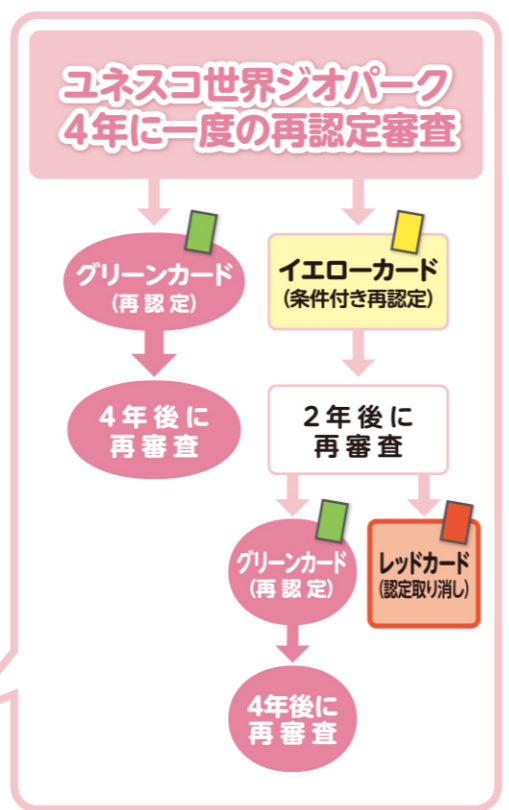 ユネスコ世界ジオパーク
4年に一度の再認定審査
グリーンカード
(再認定)
4年後に
再審査
イエローカード
(条件付き再認定)
2年後に
再審査
グリーンカード
(再認定)
4年後に
再審査
レッドカード
(認定取り消し)